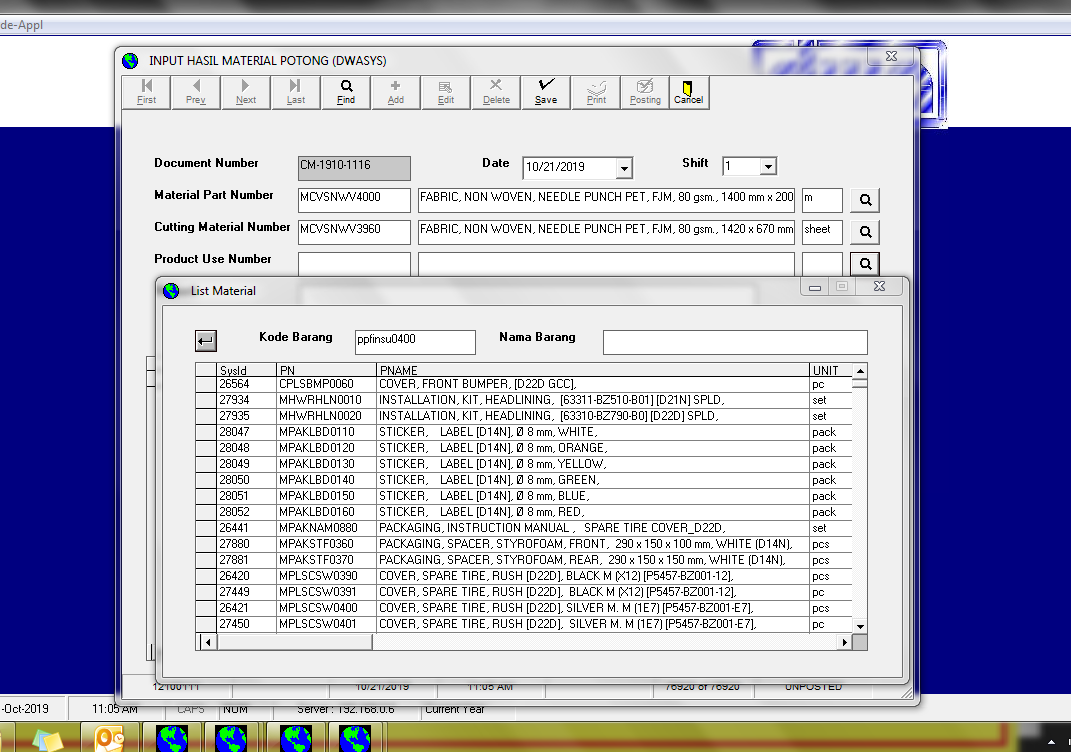 de-Appl
INPUT HASIL MATERIAL POTONG (DWASYS)
First Prev Next Last Find Add Edit Delete Save Print Posting Cancel
Document Number CM-1910-1116 Date 10/21/2019 Shift 1
Material Part Number MCVSNWV4000 FABRIC, NON WOVEN, NEEDLE PUNCH PET, FJM, 80 gsm., 1400 mm x 200 m
Cutting Material Number MCVSNWV3960 FABRIC, NON WOVEN, NEEDLE PUNCH PET, FJM, 80 gsm., 1420 x 670 mm sheet
Product Use Number
List Material
Kode Barang ppfinsu0400 Nama Barang
SysId PN PNAME UNIT
26564 CPLSBMP0060 COVER, FRONT BUMPER, [D22D GCC], pc
27934 MHWRHLN0010 INSTALLATION, KIT, HEADLINING, [63311-BZ510-B01] [D21N] SPLD, set
27935 MHWRHLN0020 INSTALLATION, KIT, HEADLINING, [63310-BZ790-B0] [D22D] SPLD, set
28047 MPAKLBD0110 STICKER, LABEL [D14N], Ø 8 mm, WHITE, pack
28048 MPAKLBD0120 STICKER, LABEL [D14N], Ø 8 mm, ORANGE, pack
28049 MPAKLBD0130 STICKER, LABEL [D14N], Ø 8 mm, YELLOW, pack
28050 MPAKLBD0140 STICKER, LABEL [D14N], Ø 8 mm, GREEN, pack
28051 MPAKLBD0150 STICKER, LABEL [D14N], Ø 8 mm, BLUE, pack
28052 MPAKLBD0160 STICKER, LABEL [D14N], Ø 8 mm, RED, pack
26441 MPAKNAM0880 PACKAGING, INSTRUCTION MANUAL , SPARE TIRE COVER_D22D, set
27880 MPAKSTF0360 PACKAGING, SPACER, STYROFOAM, FRONT, 290 x 150 x 100 mm, WHITE (D14N), pcs
27881 MPAKSTF0370 PACKAGING, SPACER, STYROFOAM, REAR, 290 x 150 x 150 mm, WHITE (D14N), pcs
26420 MPLSCSW0390 COVER, SPARE TIRE, RUSH [D22D], BLACK M (X12) [P5457-BZ001-12], pcs
27449 MPLSCSW0391 COVER, SPARE TIRE, RUSH [D22D], BLACK M (X12) [P5457-BZ001-12], pc
26421 MPLSCSW0400 COVER, SPARE TIRE, RUSH [D22D], SILVER M. M (1E7) [P5457-BZ001-E7], pcs
27450 MPLSCSW0401 COVER, SPARE TIRE, RUSH [D22D], SILVER M. M (1E7) [P5457-BZ001-E7], pc
12100111 10/21/2019 11:05 AM 76920 of 76920 UNPOSTED
-Oct-2019 11:05 AM CAPS NUM Server : 192.168.0.6 Current Year